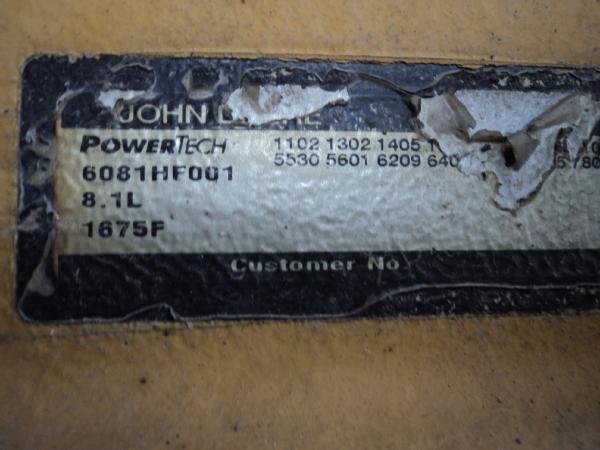 JOHN
POWERTECH 1102 1302 1405
5530 5601 6209
6081HF001
8.1L
1675F
Customer No